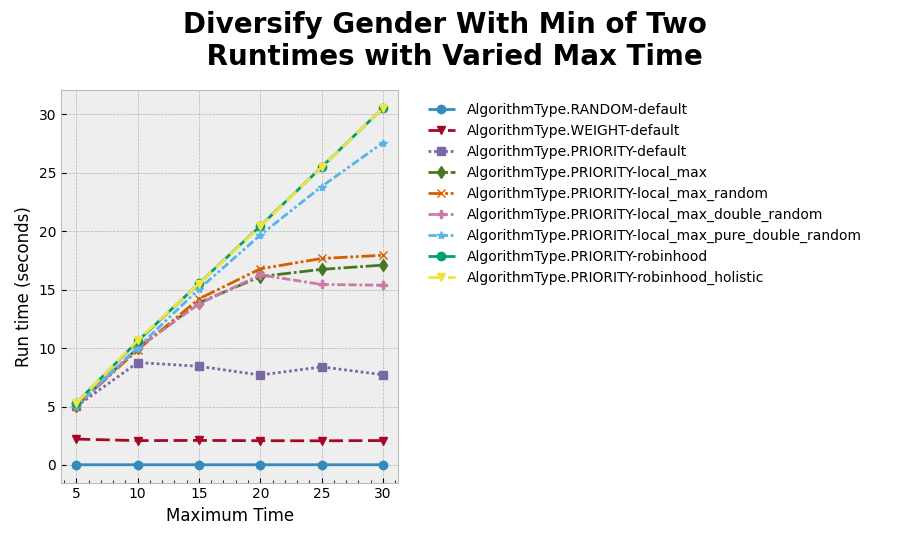 Diversify Gender With Min of Two
Runtimes with Varied Max Time
30
25
20
15
10
5
0
Run time (seconds)
5 10 15 20 25 30
Maximum Time
AlgorithmType.RANDOM-default
AlgorithmType.WEIGHT-default
AlgorithmType.PRIORITY-default
AlgorithmType.PRIORITY-local_max
AlgorithmType.PRIORITY-local_max_random
AlgorithmType.PRIORITY-local_max_double_random
AlgorithmType.PRIORITY-local_max_pure_double_random
AlgorithmType.PRIORITY-robinhood
AlgorithmType.PRIORITY-robinhood_holistic